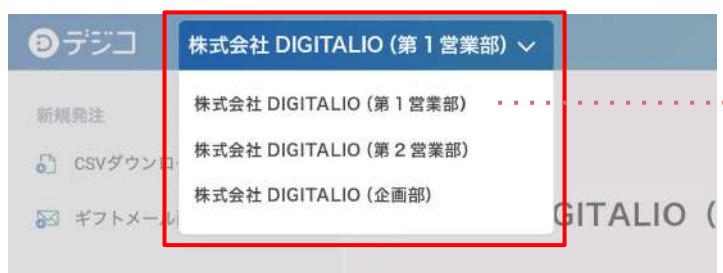 デジコ
株式会社 DIGITALIO (第1営業部)
株式会社 DIGITALIO (第1営業部)
株式会社 DIGITALIO (第2営業部)
株式会社 DIGITALIO (企画部)
新規発注
CSVダウンロー
ギフトメール
GITALIO (